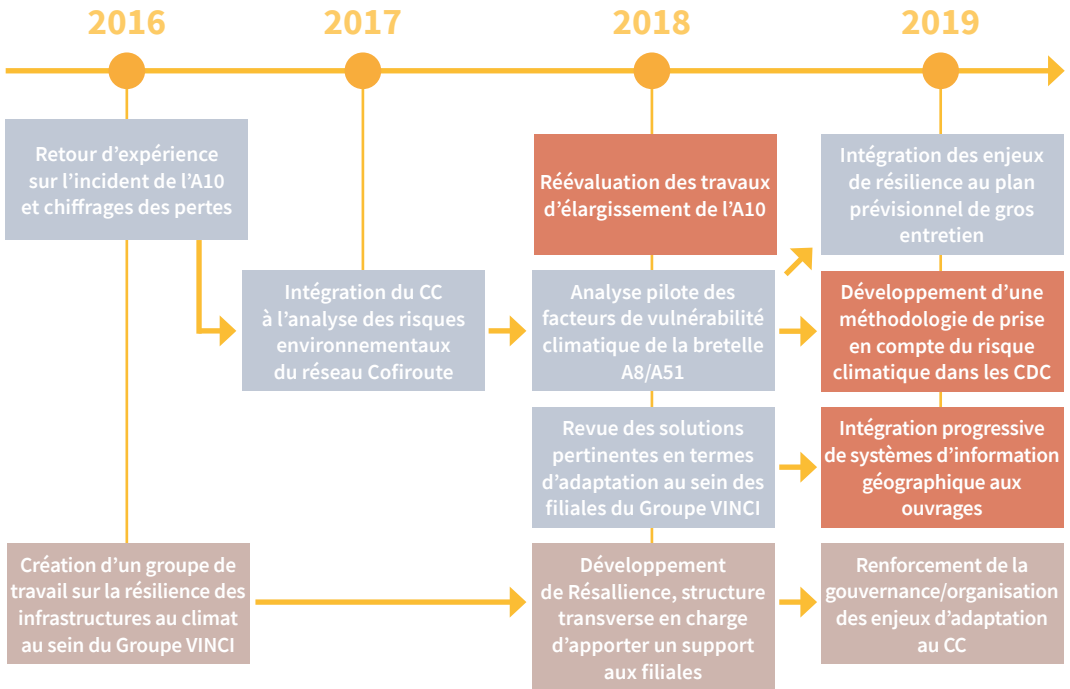 2016
2017
2018
2019
Retour d’expérience
sur l’incident de l’A10
et chiffrages des pertes
Création d’un groupe de
travail sur la résilience des
infrastructures au climat
au sein du Groupe VINCI
Intégration du CC
à l’analyse des risques
environnementaux
du réseau Cofiroute
Réévaluation des travaux
d’élargissement de l’A10
Analyse pilote des
facteurs de vulnérabilité
climatique de la bretelle
A8/A51
Revue des solutions
pertinentes en termes
d’adaptation au sein des
filiales du Groupe VINCI
Développement
de Résallience, structure
transverse en charge
d’apporter un support
aux filiales
Intégration des enjeux
de résilience au plan
prévisionnel de gros
entretien
Développement d’une
méthodologie de prise
en compte du risque
climatique dans les CDC
Intégration progressive
de systèmes d’information
géographique aux
ouvrages
Renforcement de la
gouvernance/organisation
des enjeux d’adaptation
au CC